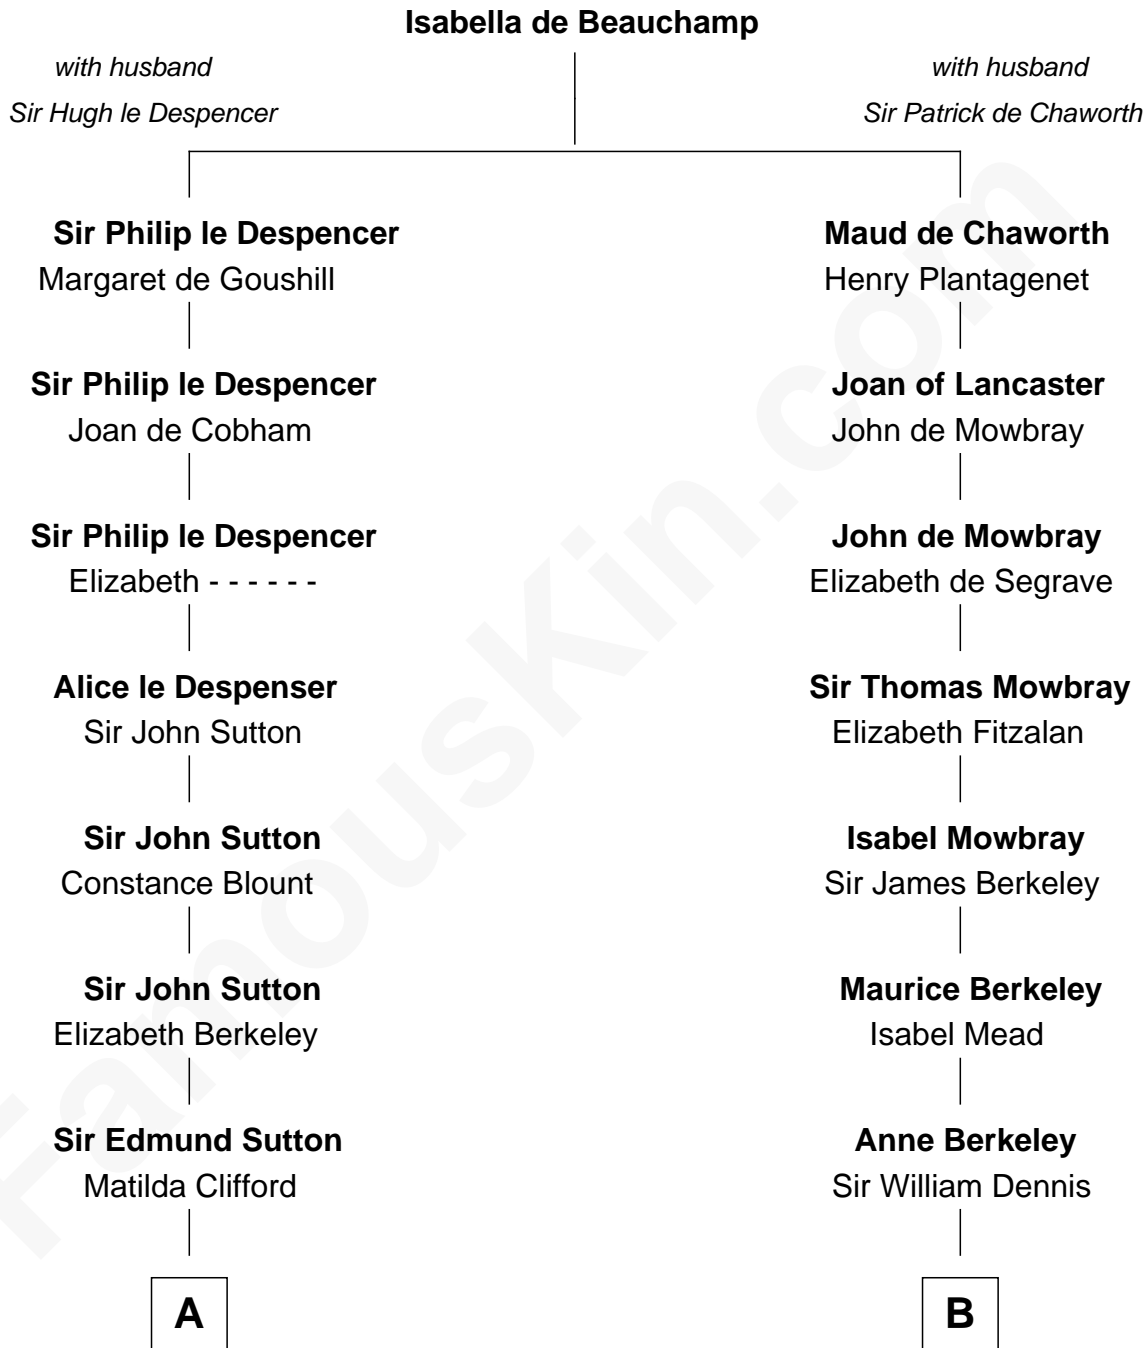 Isabella de Beauchamp
with husband
Sir Hugh le Despencer
with husband
Sir Patrick de Chaworth
Sir Philip le Despencer
Margaret de Goushill
Maud de Chaworth
Henry Plantagenet
Sir Philip le Despencer
Joan de Cobham
Joan of Lancaster
John de Mowbray
Sir Philip le Despencer
Elizabeth - - - - - -
John de Mowbray
Elizabeth de Segrave
Alice le Despenser
Sir John Sutton
Sir Thomas Mowbray
Elizabeth Fitzalan
Sir John Sutton
Constance Blount
Isabel Mowbray
Sir James Berkeley
Sir John Sutton
Elizabeth Berkeley
Maurice Berkeley
Isabel Mead
Sir Edmund Sutton
Matilda Clifford
Anne Berkeley
Sir William Dennis
A
B
FamousKin.com